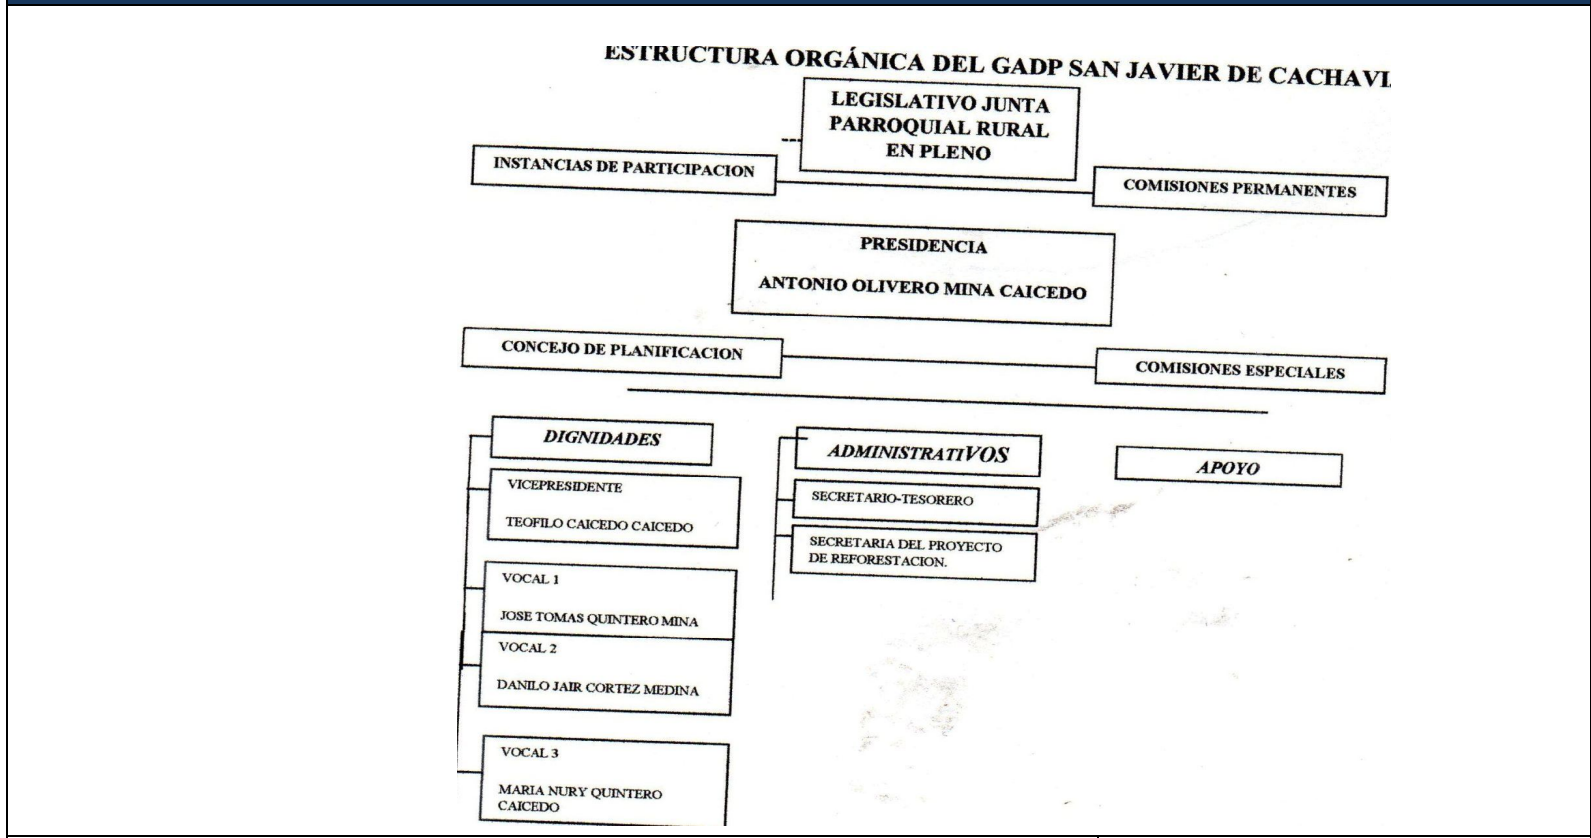 ESTRUCTURA ORGÁNICA DEL GADP SAN JAVIER DE CACHAVI
LEGISLATIVO JUNTA
PARROQUIAL RURAL
EN PLENO
INSTANCIAS DE PARTICIPACION
COMISIONES PERMANENTES
PRESIDENCIA
ANTONIO OLIVERO MINA CAICEDO
CONCEJO DE PLANIFICACION
COMISIONES ESPECIALES
DIGNIDADES
VICEPRESIDENTE
TEOFILO CAICEDO CAICEDO
VOCAL 1
JOSE TOMAS QUINTERO MINA
VOCAL 2
DANILO JAIR CORTEZ MEDINA
VOCAL 3
MARIA NURY QUINTERO
CAICEDO
ADMINISTRATIVOS
SECRETARIO-TESORERO
SECRETARIA DEL PROYECTO
DE REFORESTACION.
APOYO